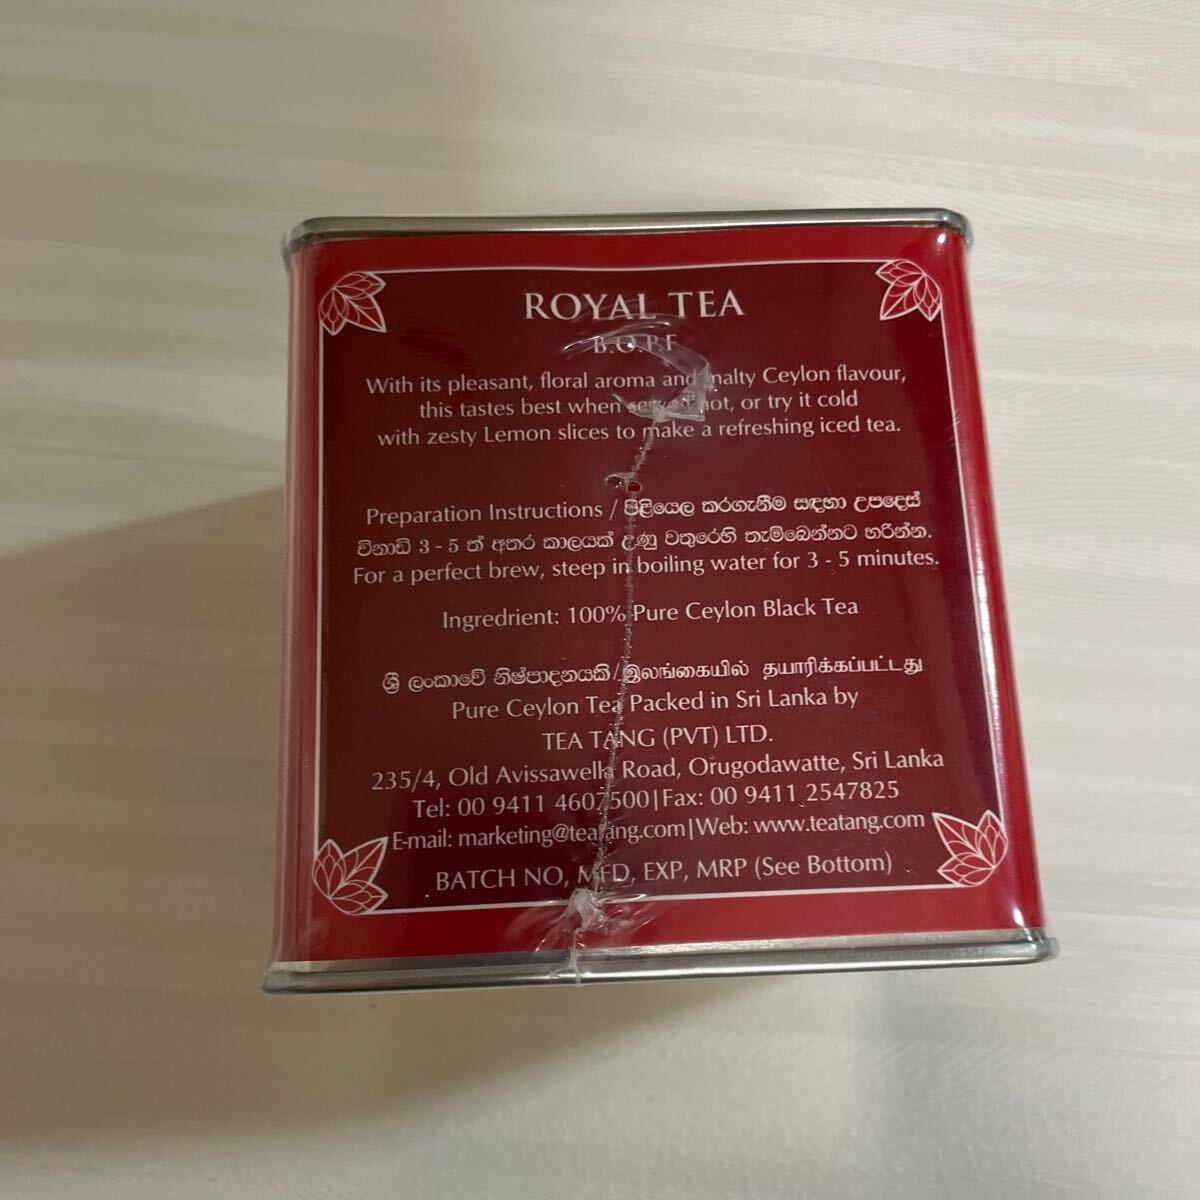 ROYAL TEA
B.O.P.F
With its pleasant, floral aroma and malty Ceylon flavour,
this tastes best when served hot, or try it cold
with zesty Lemon slices to make a refreshing iced tea.
Preparation Instructions / පිළියෙල කරගැනීම සඳහා උපදෙස්
විනාඩි 3 - 5 ත් අතර කාලයක් උණු වතුරෙහි තැම්බෙන්නට හරින්න.
For a perfect brew, steep in boiling water for 3 - 5 minutes.
Ingredrient: 100% Pure Ceylon Black Tea
ශ්‍රී ලංකාවේ නිෂ්පාදනයකි/இலங்கையில் தயாரிக்கப்பட்டது
Pure Ceylon Tea Packed in Sri Lanka by
TEA TANG (PVT) LTD.
235/4, Old Avissawella Road, Orugodawatte, Sri Lanka
Tel: 00 9411 4607500|Fax: 00 9411 2547825
E-mail: marketing@teatang.com|Web: www.teatang.com
BATCH NO, MFD, EXP, MRP (See Bottom)